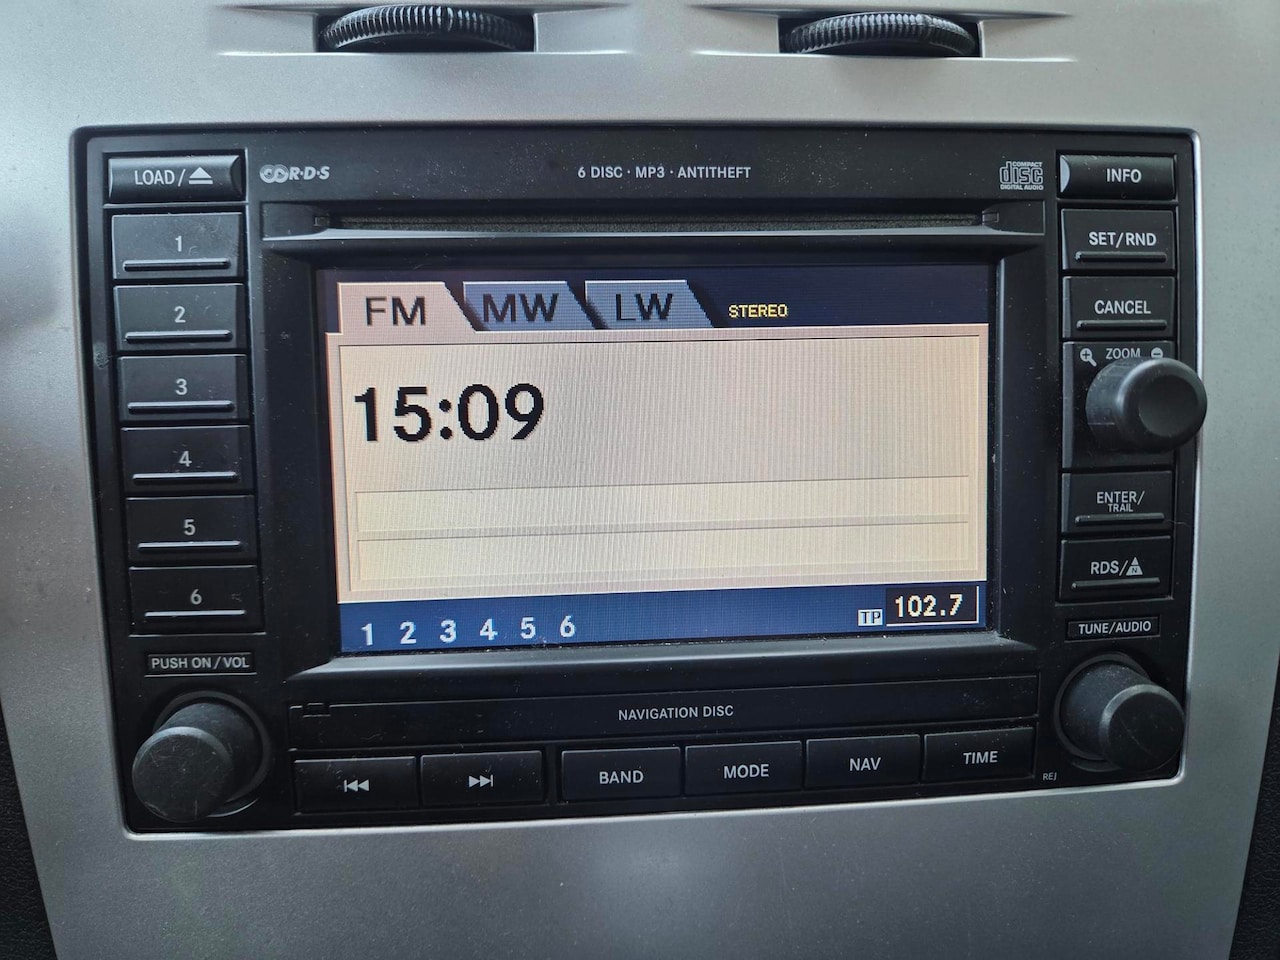 LOAD/
R·D·S
6 DISC · MP3 · ANTITHEFT
COMPACT
disc
DIGITAL AUDIO
INFO
1
2
3
4
5
6
PUSH ON/VOL
FM MW LW STEREO
15:09
1 2 3 4 5 6 TP 102.7
SET/RND
CANCEL
ZOOM
ENTER/
TRAIL
RDS/
N
TUNE/AUDIO
NAVIGATION DISC
BAND MODE NAV TIME
REJ